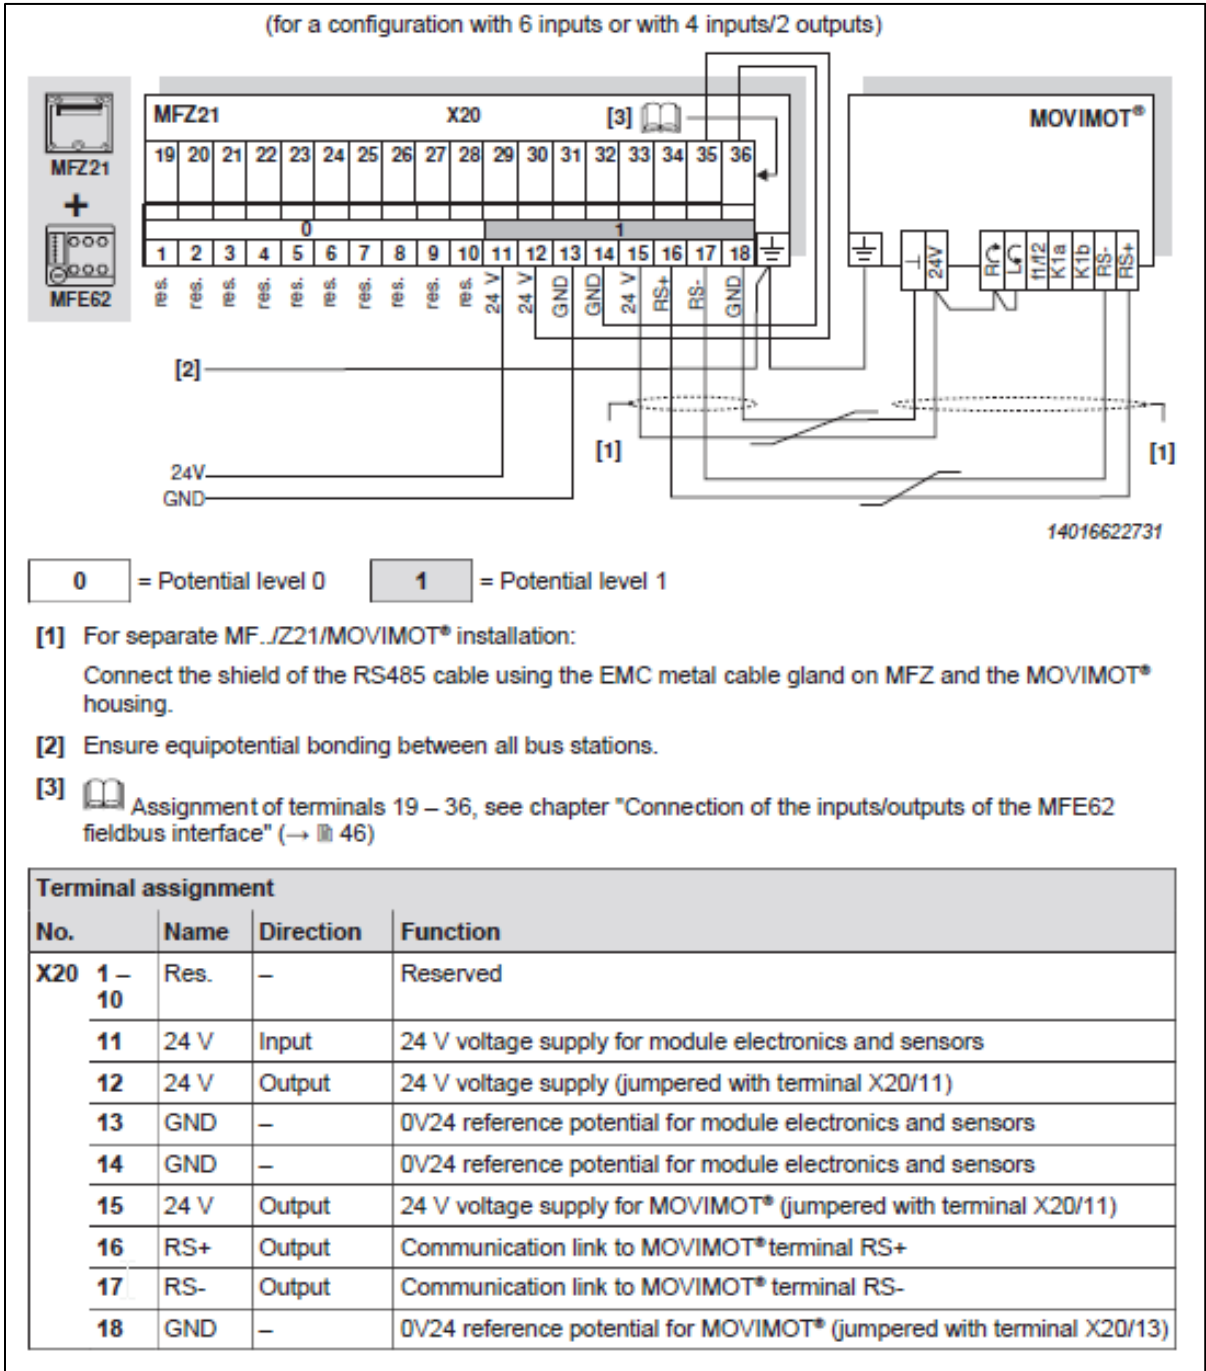 (for a configuration with 6 inputs or with 4 inputs/2 outputs)
MFZ21 X20 [3] MOVIMOT®
19 20 21 22 23 24 25 26 27 28 29 30 31 32 33 34 35 36
MFZ21
+
MFE62
0 1
1 2 3 4 5 6 7 8 9 10 11 12 13 14 15 16 17 18
res. res. res. res. res. res. res. res. res. res. 24 V 24 V GND GND 24 V RS+ RS- GND
⊥ 24V R L f1/f2 K1a K1b RS- RS+
[2]
[1] [1]
24V
GND
14016622731
0 = Potential level 0 1 = Potential level 1
[1] For separate MF../Z21/MOVIMOT® installation:
Connect the shield of the RS485 cable using the EMC metal cable gland on MFZ and the MOVIMOT®
housing.
[2] Ensure equipotential bonding between all bus stations.
[3] Assignment of terminals 19 – 36, see chapter "Connection of the inputs/outputs of the MFE62
fieldbus interface" (→ 46)
Terminal assignment
No. Name Direction Function
X20 1 – 10 Res. – Reserved
11 24 V Input 24 V voltage supply for module electronics and sensors
12 24 V Output 24 V voltage supply (jumpered with terminal X20/11)
13 GND – 0V24 reference potential for module electronics and sensors
14 GND – 0V24 reference potential for module electronics and sensors
15 24 V Output 24 V voltage supply for MOVIMOT® (jumpered with terminal X20/11)
16 RS+ Output Communication link to MOVIMOT® terminal RS+
17 RS- Output Communication link to MOVIMOT® terminal RS-
18 GND – 0V24 reference potential for MOVIMOT® (jumpered with terminal X20/13)